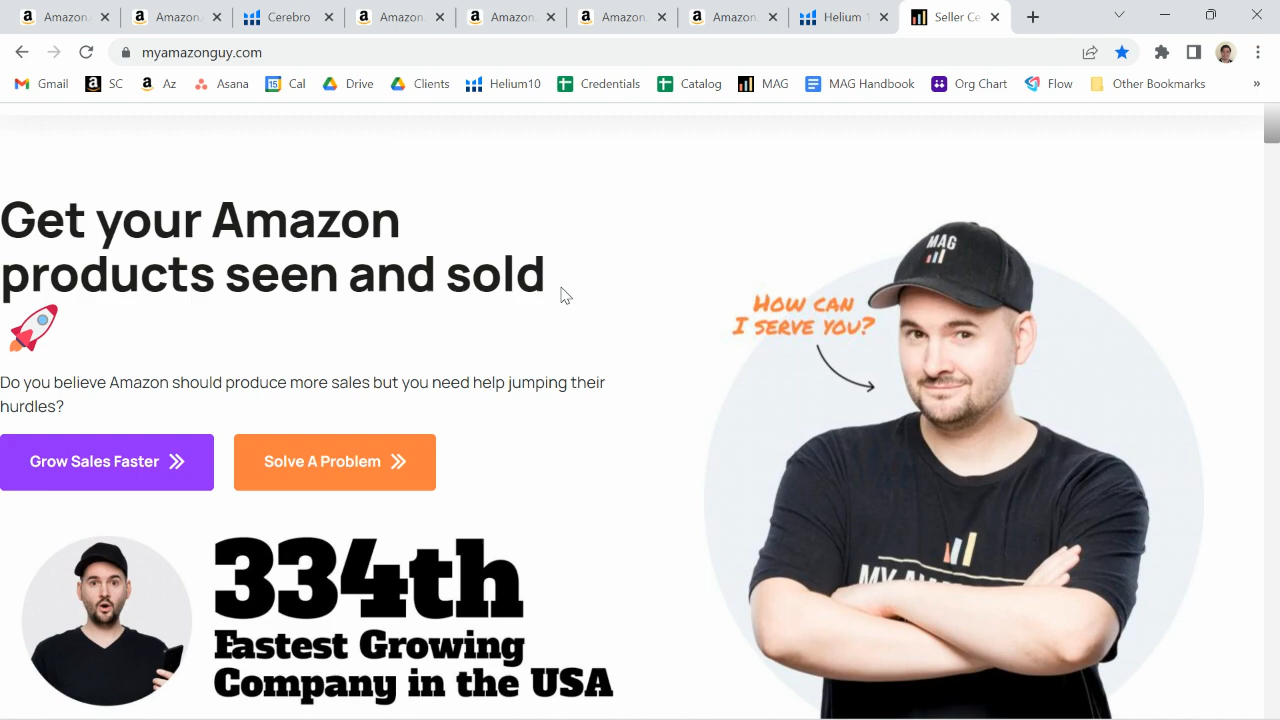 Amazon
Amazon
Cerebro
Amazon
Amazon
Amazon
Amazon
Helium 1
Seller Ce
myamazonguy.com
Gmail
SC
Az
Asana
15
Cal
Drive
Clients
Helium10
Credentials
Catalog
MAG
MAG Handbook
Org Chart
Flow
Other Bookmarks
»
Get your Amazon
products seen and sold
Do you believe Amazon should produce more sales but you need help jumping their
hurdles?
Grow Sales Faster
Solve A Problem
334th
Fastest Growing
Company in the USA
MAG
How can
I serve you?